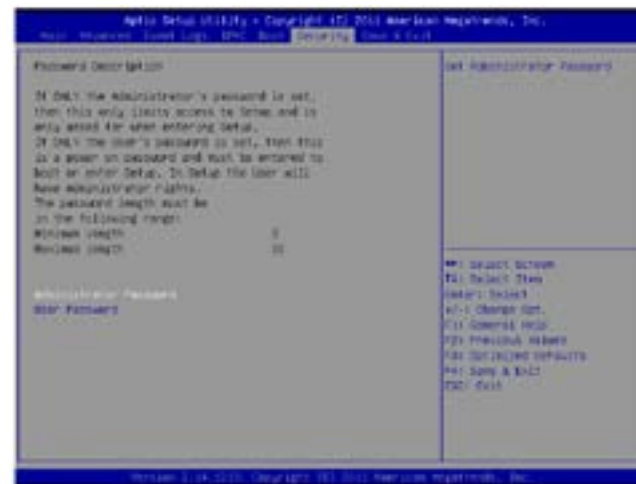 Aptio Setup Utility - Copyright (C) 2011 American Megatrends, Inc.
Main Advanced Event Logs IPMI Boot Security Save & Exit
Password Description
If ONLY the Administrator's password is set,
then this only limits access to Setup and is
only asked for when entering Setup.
If ONLY the User's password is set, then this
is a power on password and must be entered to
boot or enter Setup. In Setup the User will
have Administrator rights.
The password length must be
in the following range:
Minimum length
Maximum length
Administrator Password
User Password
Set Administrator Password
Select Screen
Select Item
Enter: Select
+/-: Change Opt.
F1: General Help
F2: Previous Values
F3: Optimized Defaults
F4: Save & Exit
ESC: Exit
Version Copyright (C) 2011 American Megatrends, Inc.